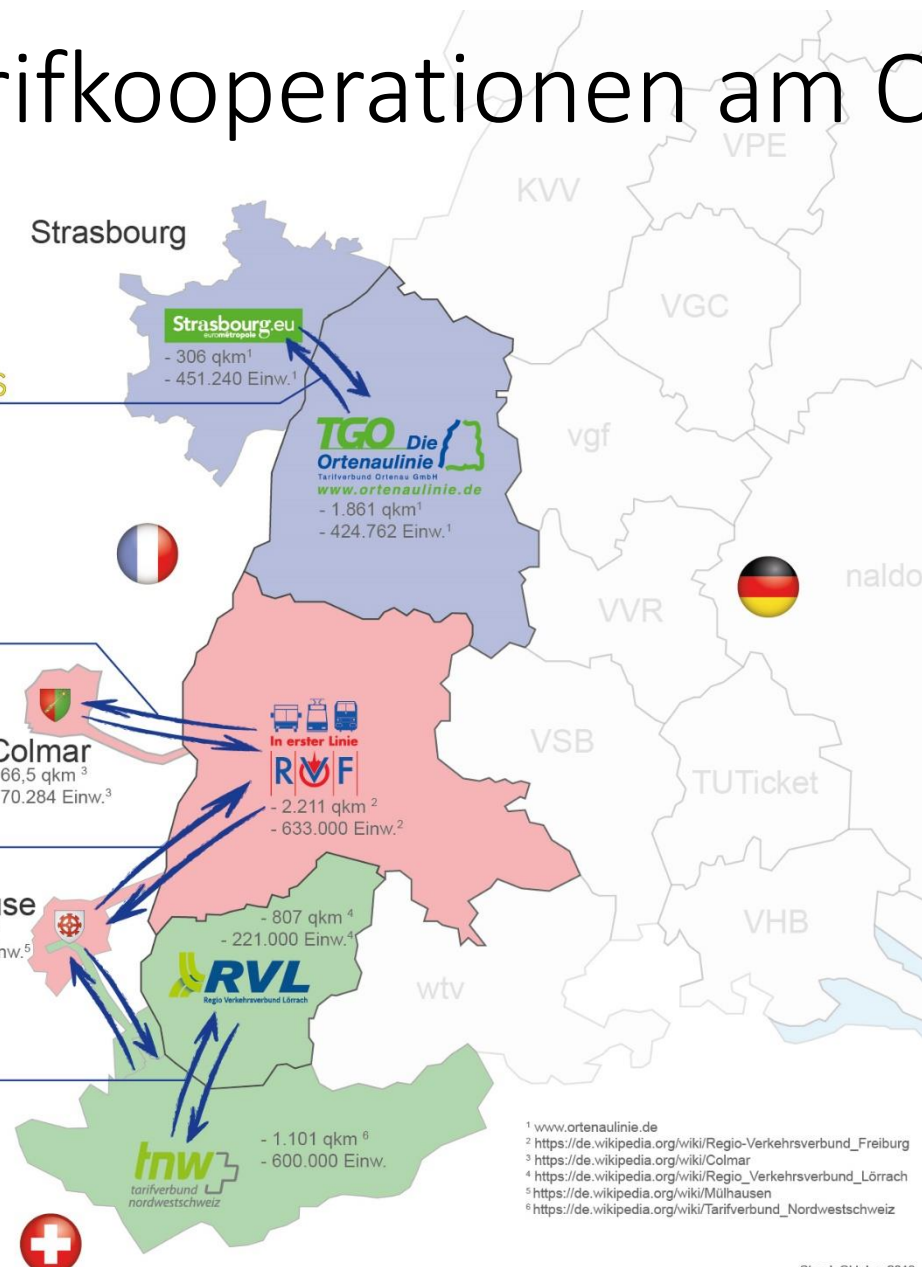 rifkooperationen am O
VPE
KVV
Strasbourg
VGC
Strasbourg.eu
eurométropole
- 306 qkm¹
- 451.240 Einw.¹
s
TGO Die
Ortenaulinie
Tarifverbund Ortenau GmbH
www.ortenaulinie.de
- 1.861 qkm¹
- 424.762 Einw.¹
vgf
naldo
VVR
In erster Linie
RVF
- 2.211 qkm ²
- 633.000 Einw.²
VSB
TUTicket
Colmar
66,5 qkm ³
70.284 Einw.³
use
nw.⁵
- 807 qkm ⁴
- 221.000 Einw.⁴
RVL
Regio Verkehrsverbund Lörrach
VHB
wtv
tnw
tarifverbund
nordwestschweiz
- 1.101 qkm ⁶
- 600.000 Einw.
¹ www.ortenaulinie.de
² https://de.wikipedia.org/wiki/Regio-Verkehrsverbund_Freiburg
³ https://de.wikipedia.org/wiki/Colmar
⁴ https://de.wikipedia.org/wiki/Regio_Verkehrsverbund_Lörrach
⁵ https://de.wikipedia.org/wiki/Mülhausen
⁶ https://de.wikipedia.org/wiki/Tarifverbund_Nordwestschweiz